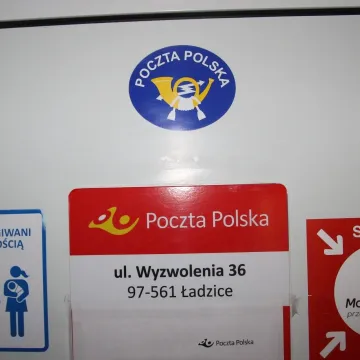 POCZTA POLSKA
Poczta Polska
ul. Wyzwolenia 36
97-561 Ładzice
Poczta Polska